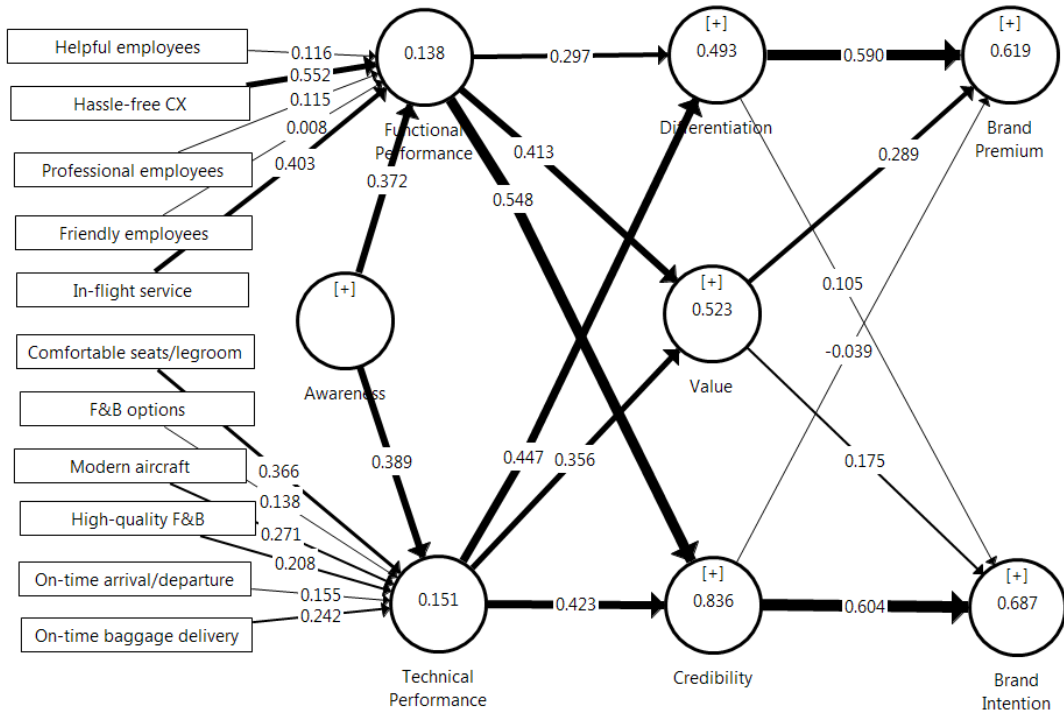 [+]
[+]
Helpful employees
0.116
0.138
0.297
0.493
0.590
0.619
0.552
Hassle-free CX
0.115
Functional
Performance
Differentiation
Brand
Premium
0.008
Professional employees
0.403
0.413
0.289
0.372
0.548
Friendly employees
In-flight service
[+]
[+]
0.105
0.523
Comfortable seats/legroom
-0.039
Awareness
Value
F&B options
0.389
0.447
0.356
0.175
Modern aircraft
0.366
0.138
High-quality F&B
0.271
0.208
[+]
[+]
On-time arrival/departure
0.155
0.151
0.423
0.836
0.604
0.687
0.242
On-time baggage delivery
Technical
Performance
Credibility
Brand
Intention